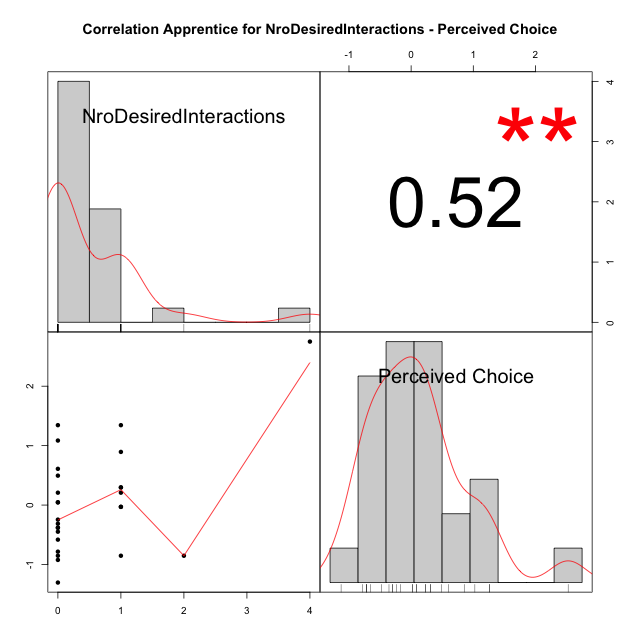 Correlation Apprentice for NroDesiredInteractions - Perceived Choice
-1 0 1 2
NroDesiredInteractions
**
0.52
4
3
2
1
0
Perceived Choice
2
1
0
-1
0 1 2 3 4